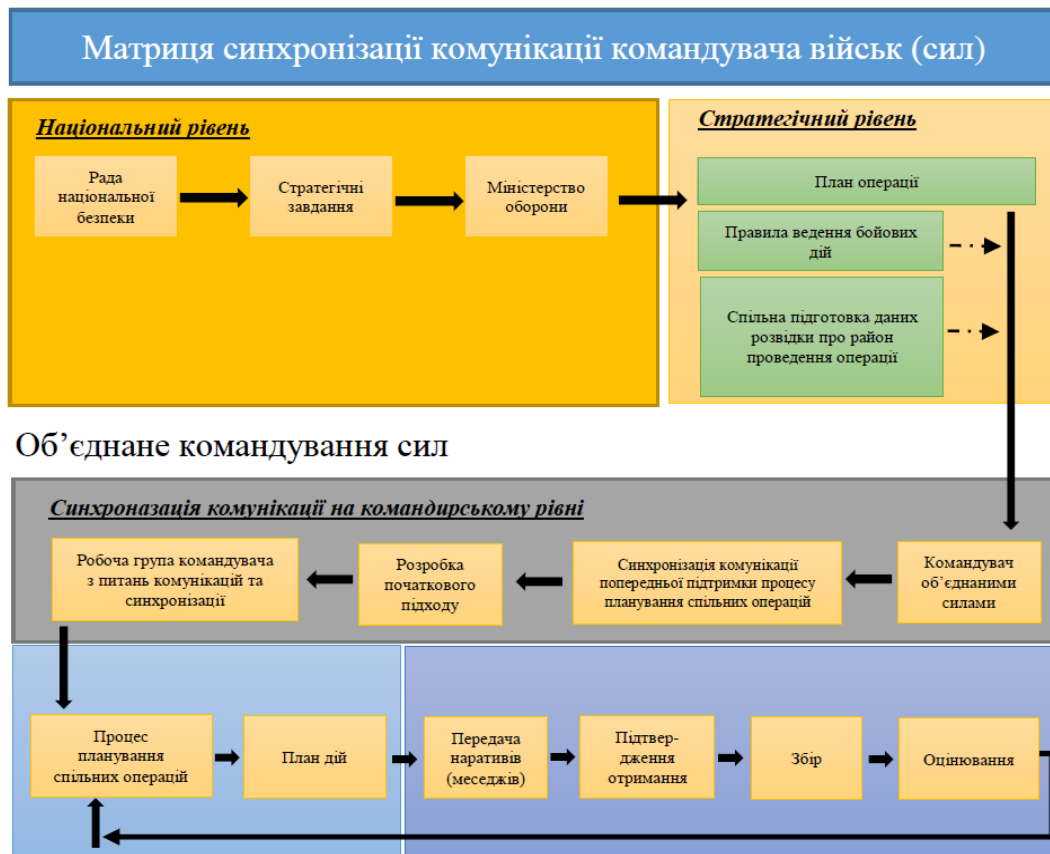 Матриця синхронізації комунікації командувача військ (сил)
Національний рівень
Рада
національної
безпеки
Стратегічні
завдання
Міністерство
оборони
Стратегічний рівень
План операції
Правила ведення бойових
дій
Спільна підготовка даних
розвідки про район
проведення операції
Об’єднане командування сил
Синхроназація комунікації на командирському рівні
Робоча група командувача
з питань комунікацій та
синхронізації
Розробка
початкового
підходу
Синхронізація комунікації
попередньої підтримки процесу
планування спільних операцій
Командувач
об’єднаними
силами
Процес
планування
спільних операцій
План дій
Передача
наративів
(меседжів)
Підтвер-
дження
отримання
Збір
Оцінювання